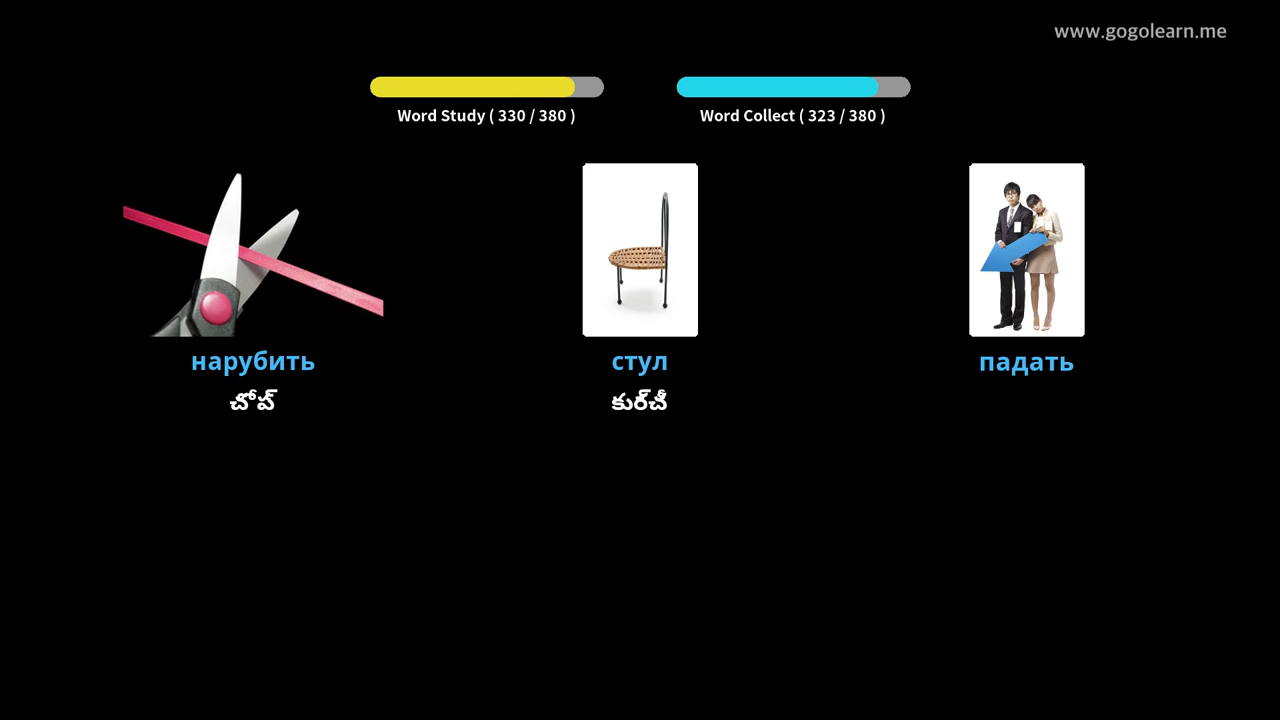 www.gogolearn.me
Word Study ( 330 / 380 )
Word Collect ( 323 / 380 )
нарубить
стул
падать
చోప్
కుర్చీ